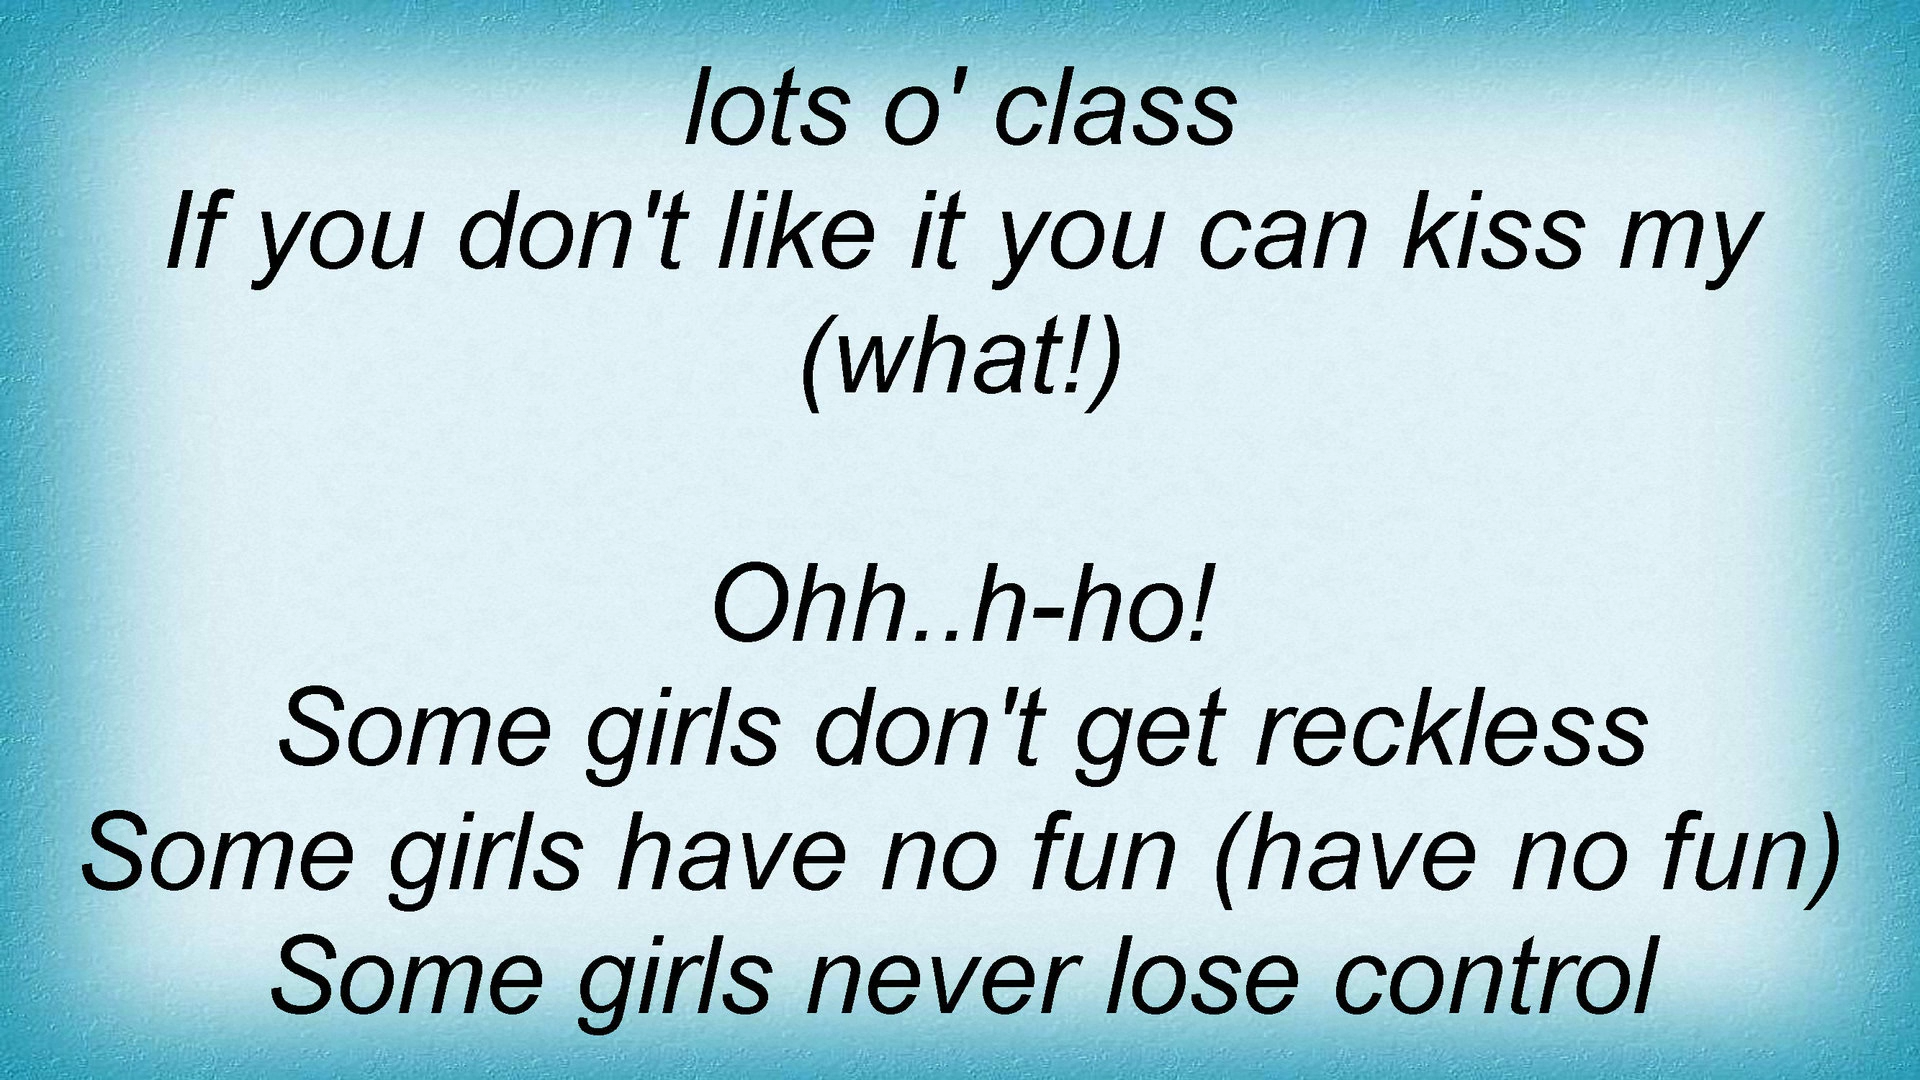 lots o' class
If you don't like it you can kiss my
(what!)
Ohh..h-ho!
Some girls don't get reckless
Some girls have no fun (have no fun)
Some girls never lose control